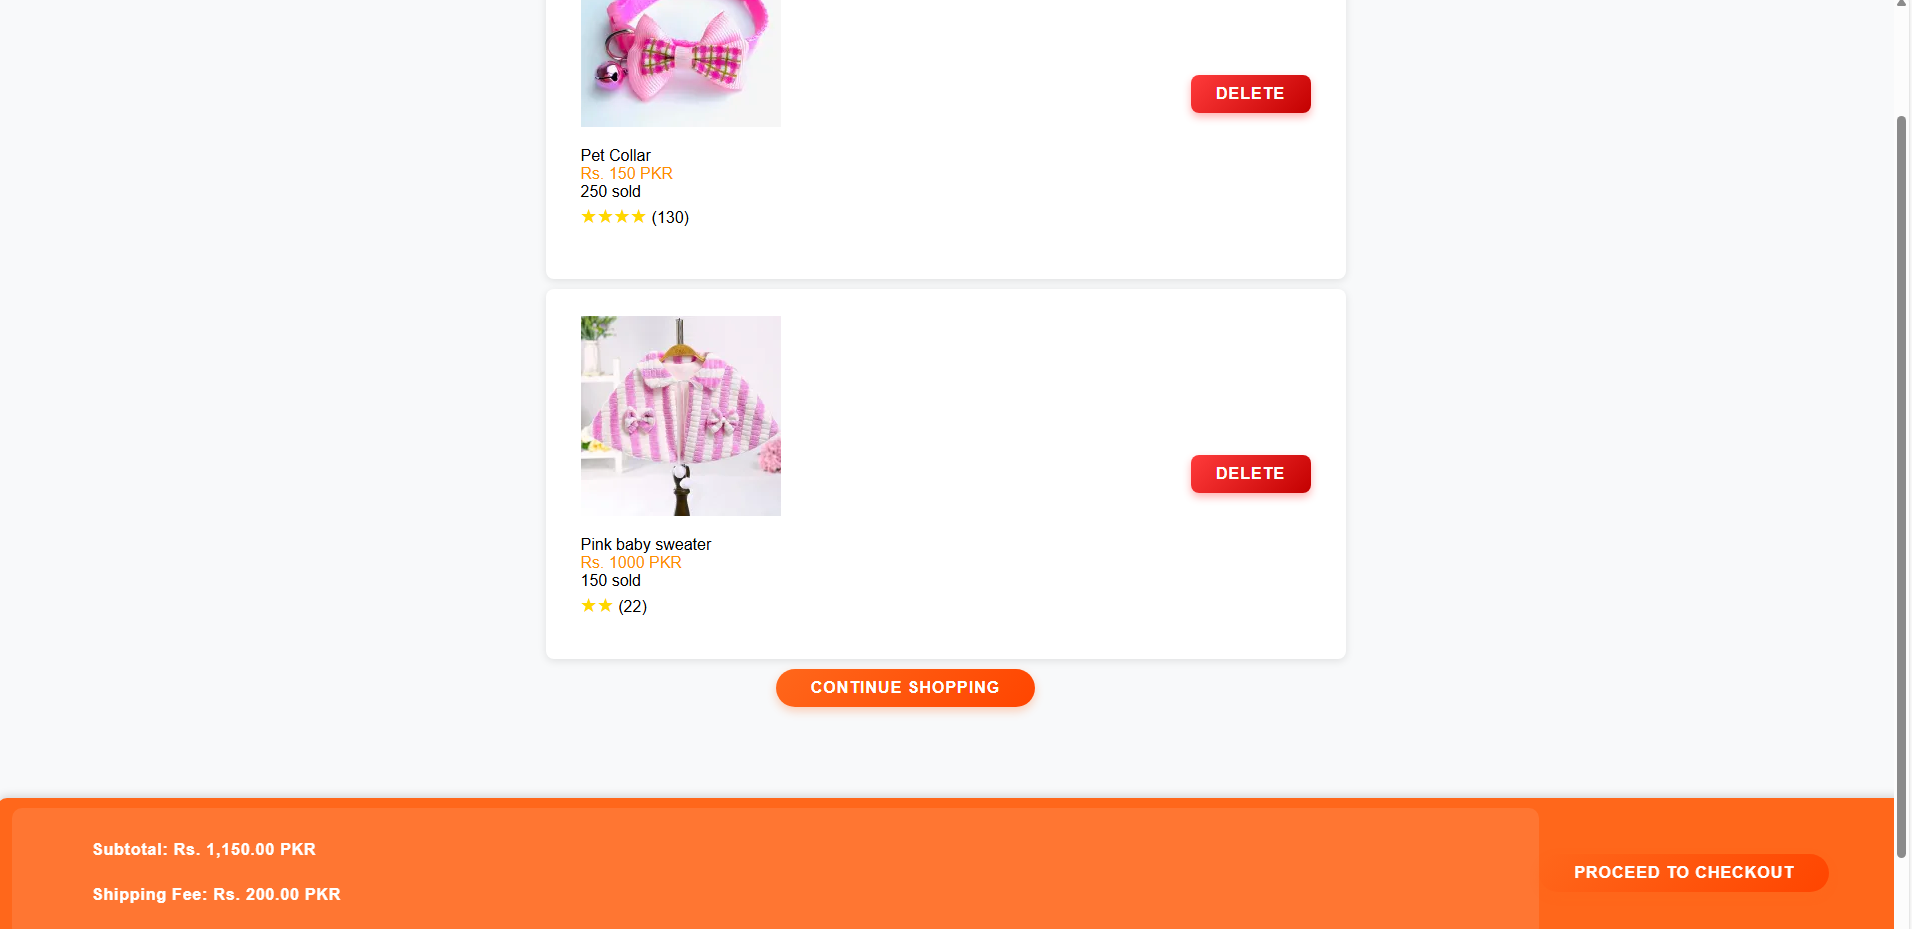 DELETE
Pet Collar
Rs. 150 PKR
250 sold
★★★★ (130)
DELETE
Pink baby sweater
Rs. 1000 PKR
150 sold
★★ (22)
CONTINUE SHOPPING
Subtotal: Rs. 1,150.00 PKR
Shipping Fee: Rs. 200.00 PKR
PROCEED TO CHECKOUT